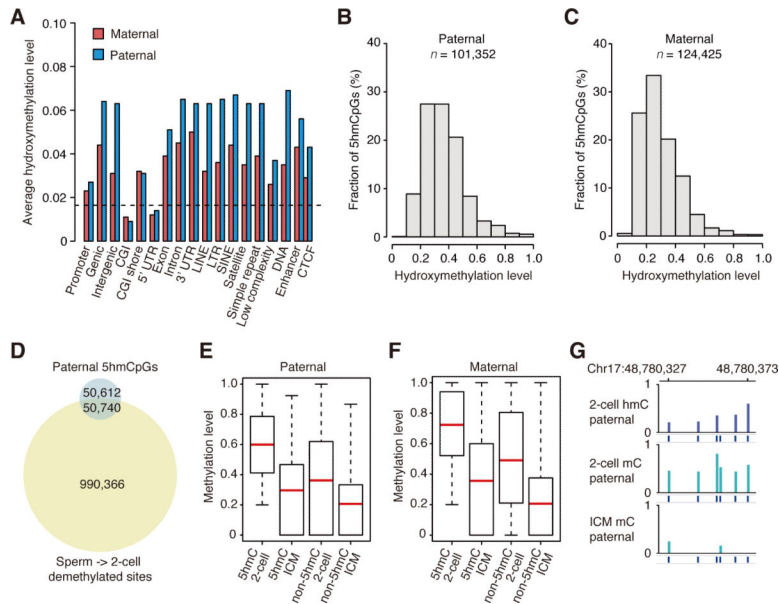 A
Maternal
Paternal
Average hydroxymethylation level
0.10
0.08
0.06
0.04
0.02
0
Promoter
Genic
Intergenic
CGI
CGI shore
5' UTR
Exon
Intron
3' UTR
LINE
LTR
SINE
Satellite
Simple repeat
Low complexity
DNA
Enhancer
CTCF
B
Paternal
n = 101,352
Fraction of 5hmCpGs (%)
40
30
20
10
0
0.0 0.2 0.4 0.6 0.8 1.0
Hydroxymethylation level
C
Maternal
n = 124,425
Fraction of 5hmCpGs (%)
40
30
20
10
0
0.0 0.2 0.4 0.6 0.8 1.0
Hydroxymethylation level
D
Paternal 5hmCpGs
50,612
50,740
990,366
Sperm -> 2-cell
demethylated sites
E
Paternal
Methylation level
1.0
0.8
0.6
0.4
0.2
0
5hmC
2-cell
5hmC
ICM
non-5hmC
2-cell
non-5hmC
ICM
F
Maternal
Methylation level
1.0
0.8
0.6
0.4
0.2
0
5hmC
2-cell
5hmC
ICM
non-5hmC
2-cell
non-5hmC
ICM
G
Chr17:48,780,327 48,780,373
1
2-cell hmC
paternal
0
1
2-cell mC
paternal
0
1
ICM mC
paternal
0